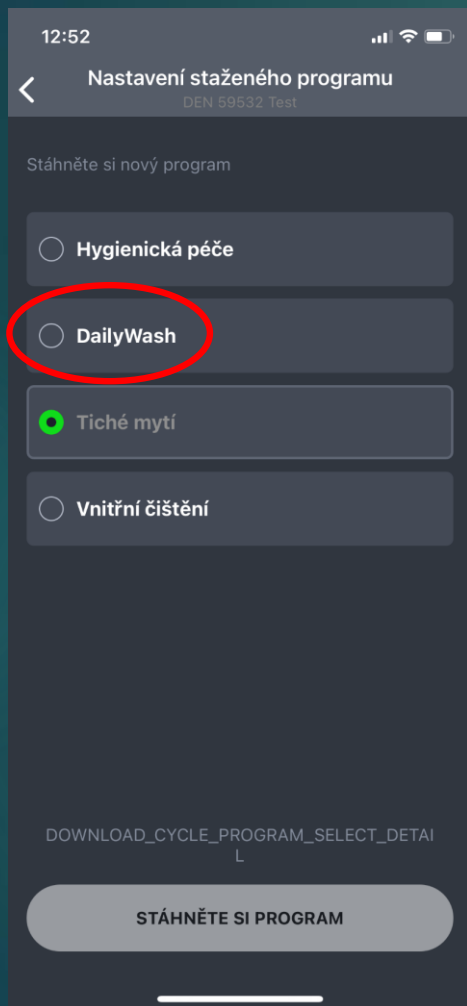 12:52
Nastavení staženého programu
DEN 59532 Test
Stáhněte si nový program
Hygienická péče
DailyWash
Tiché mytí
Vnitřní čištění
DOWNLOAD_CYCLE_PROGRAM_SELECT_DETAI
L
STÁHNĚTE SI PROGRAM